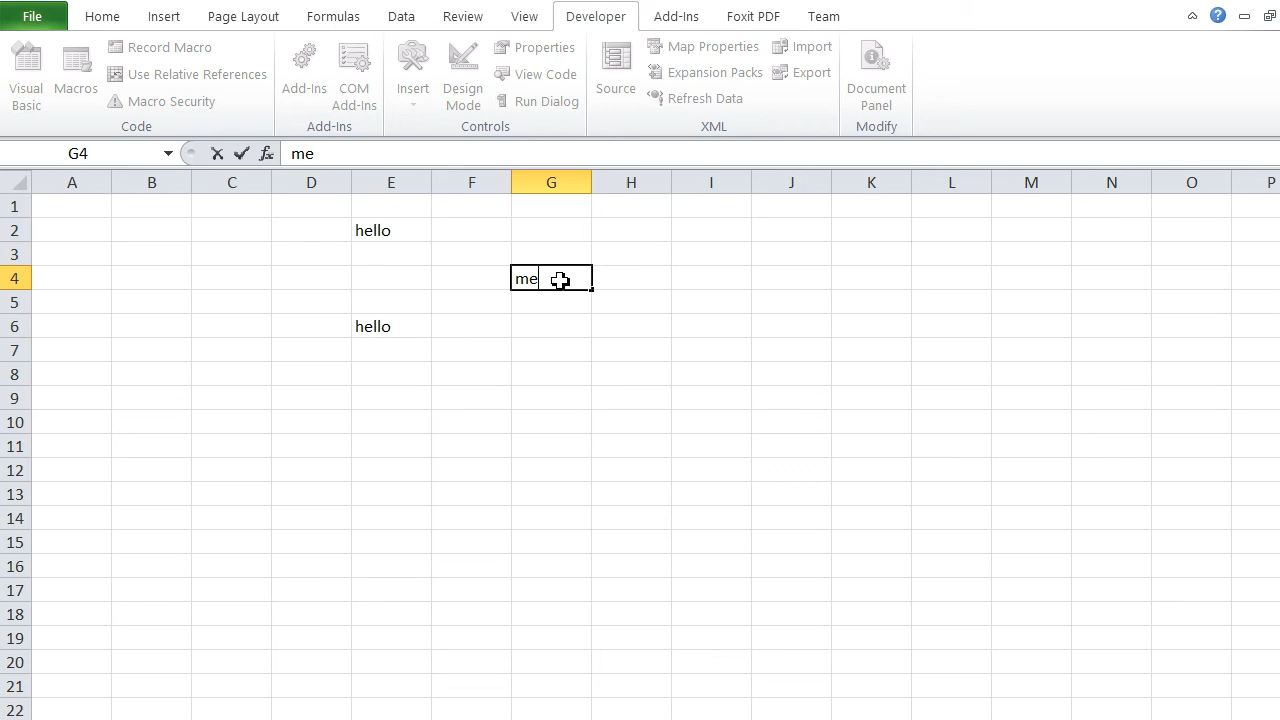 File Home Insert Page Layout Formulas Data Review View Developer Add-Ins Foxit PDF Team
Visual Basic
Macros
Record Macro
Use Relative References
Macro Security
Code
Add-Ins
COM Add-Ins
Add-Ins
Insert
Design Mode
Properties
View Code
Run Dialog
Controls
Source
Map Properties
Expansion Packs
Refresh Data
Import
Export
XML
Document Panel
Modify
G4 fx me
A B C D E F G H I J K L M N O P
1
2 hello
3
4 me
5
6 hello
7
8
9
10
11
12
13
14
15
16
17
18
19
20
21
22